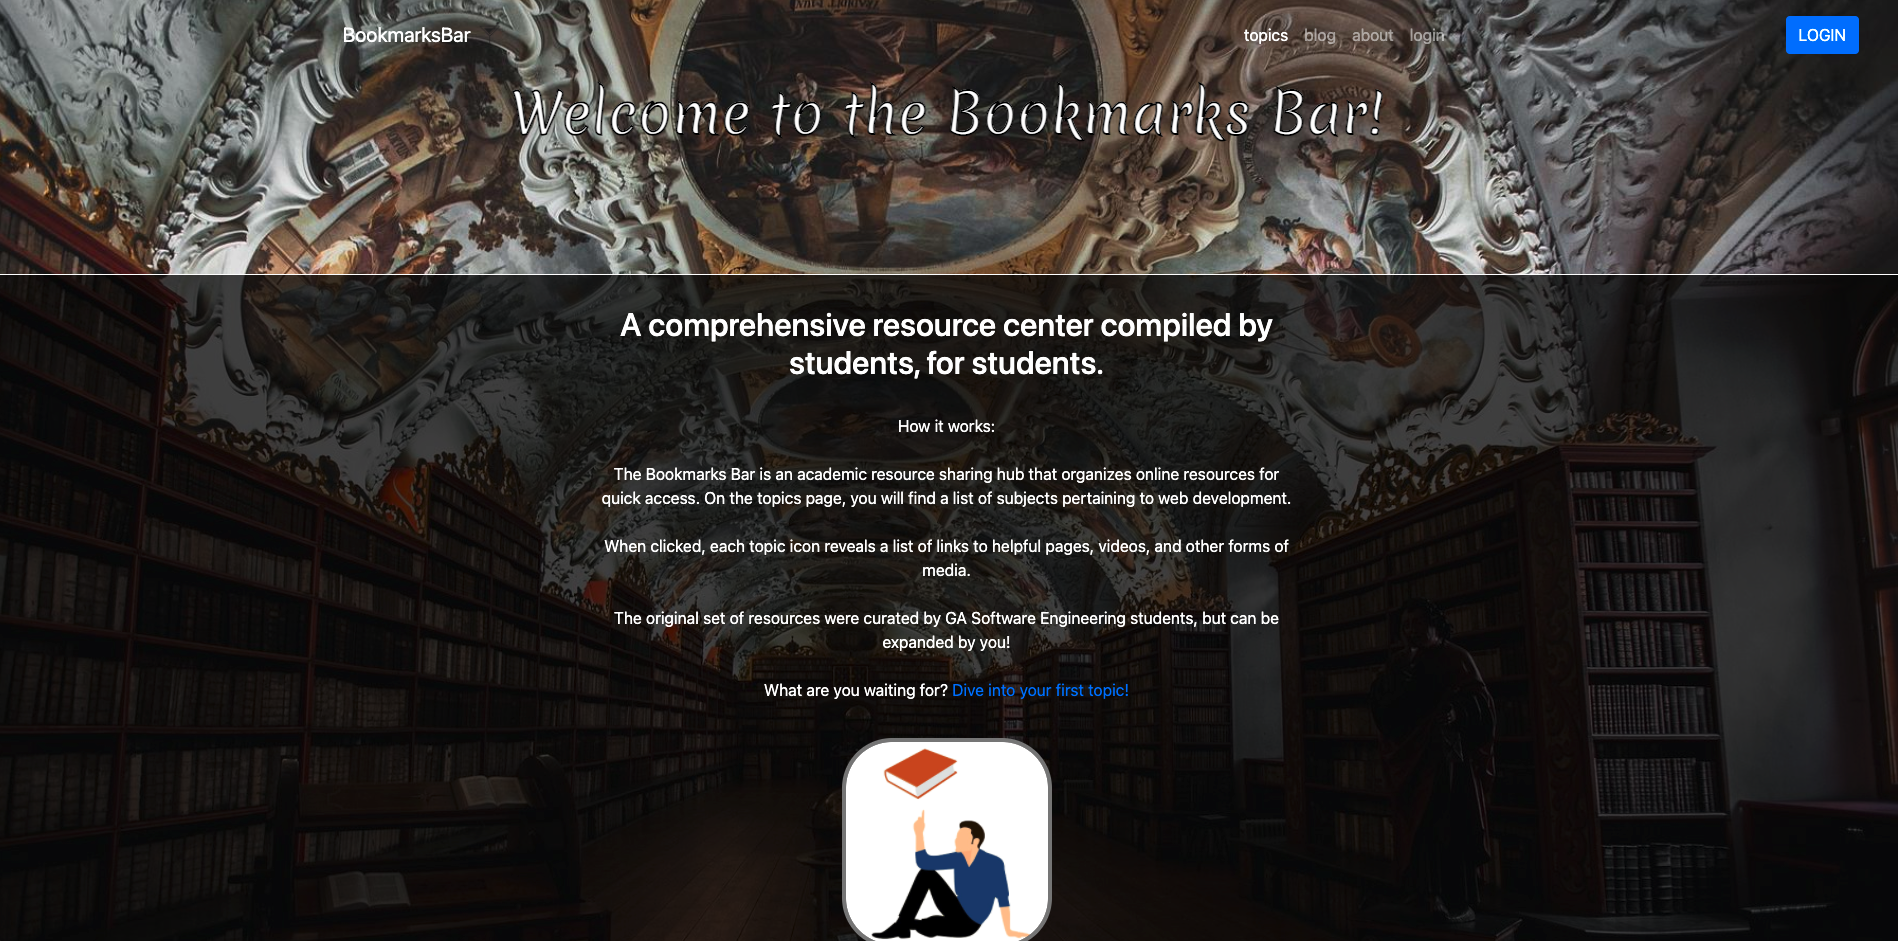 BookmarksBar
topics blog about login
LOGIN
Welcome to the Bookmarks Bar!
A comprehensive resource center compiled by
students, for students.
How it works:
The Bookmarks Bar is an academic resource sharing hub that organizes online resources for
quick access. On the topics page, you will find a list of subjects pertaining to web development.
When clicked, each topic icon reveals a list of links to helpful pages, videos, and other forms of
media.
The original set of resources were curated by GA Software Engineering students, but can be
expanded by you!
What are you waiting for? Dive into your first topic!